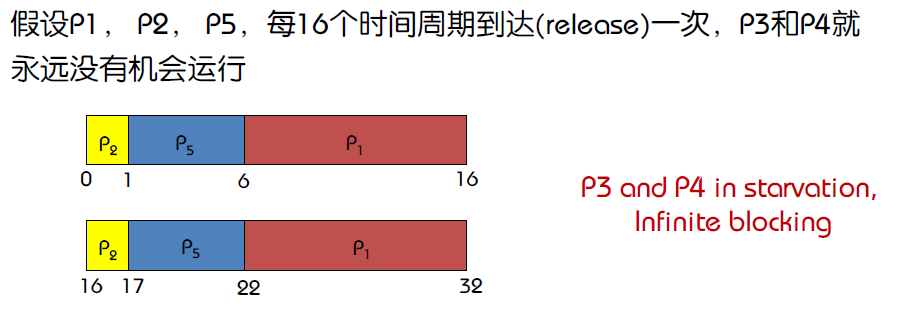 假设P1， P2， P5，每16个时间周期到达(release)一次，P3和P4就
永远没有机会运行
P2 P5 P1
0 1 6 16
P3 and P4 in starvation,
Infinite blocking
P2 P5 P1
16 17 22 32